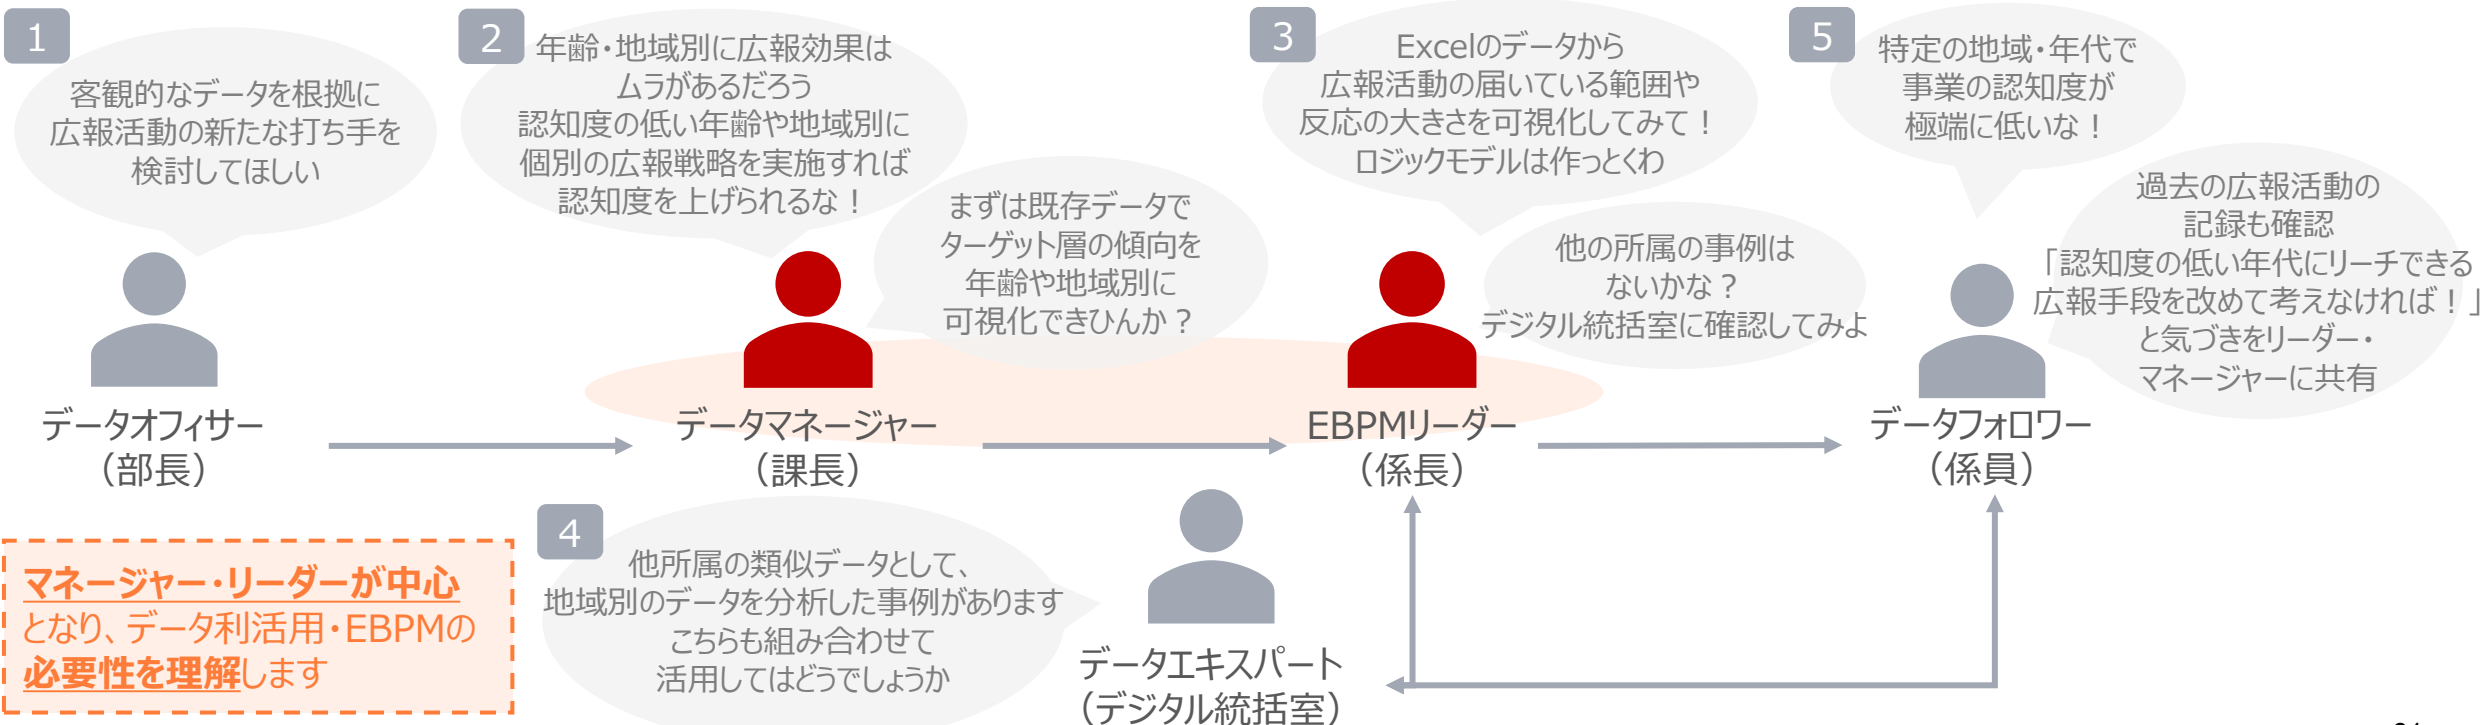 1
客観的なデータを根拠に
広報活動の新たな打ち手を
検討してほしい
データオフィサー
（部長）
2
年齢・地域別に広報効果は
ムラがあるだろう
認知度の低い年齢や地域別に
個別の広報戦略を実施すれば
認知度を上げられるな！
まずは既存データで
ターゲット層の傾向を
年齢や地域別に
可視化できひんか？
データマネージャー
（課長）
3
Excelのデータから
広報活動の届いている範囲や
反応の大きさを可視化してみて！
ロジックモデルは作っとくわ
他の所属の事例は
ないかな？
デジタル統括室に確認してみよ
EBPMリーダー
（係長）
4
他所属の類似データとして、
地域別のデータを分析した事例があります
こちらも組み合わせて
活用してはどうでしょうか
データエキスパート
（デジタル統括室）
5
特定の地域・年代で
事業の認知度が
極端に低いな！
過去の広報活動の
記録も確認
「認知度の低い年代にリーチできる
広報手段を改めて考えなければ！」
と気づきをリーダー・
マネージャーに共有
データフォロワー
（係員）
マネージャー・リーダーが中心
となり、データ利活用・EBPMの
必要性を理解します